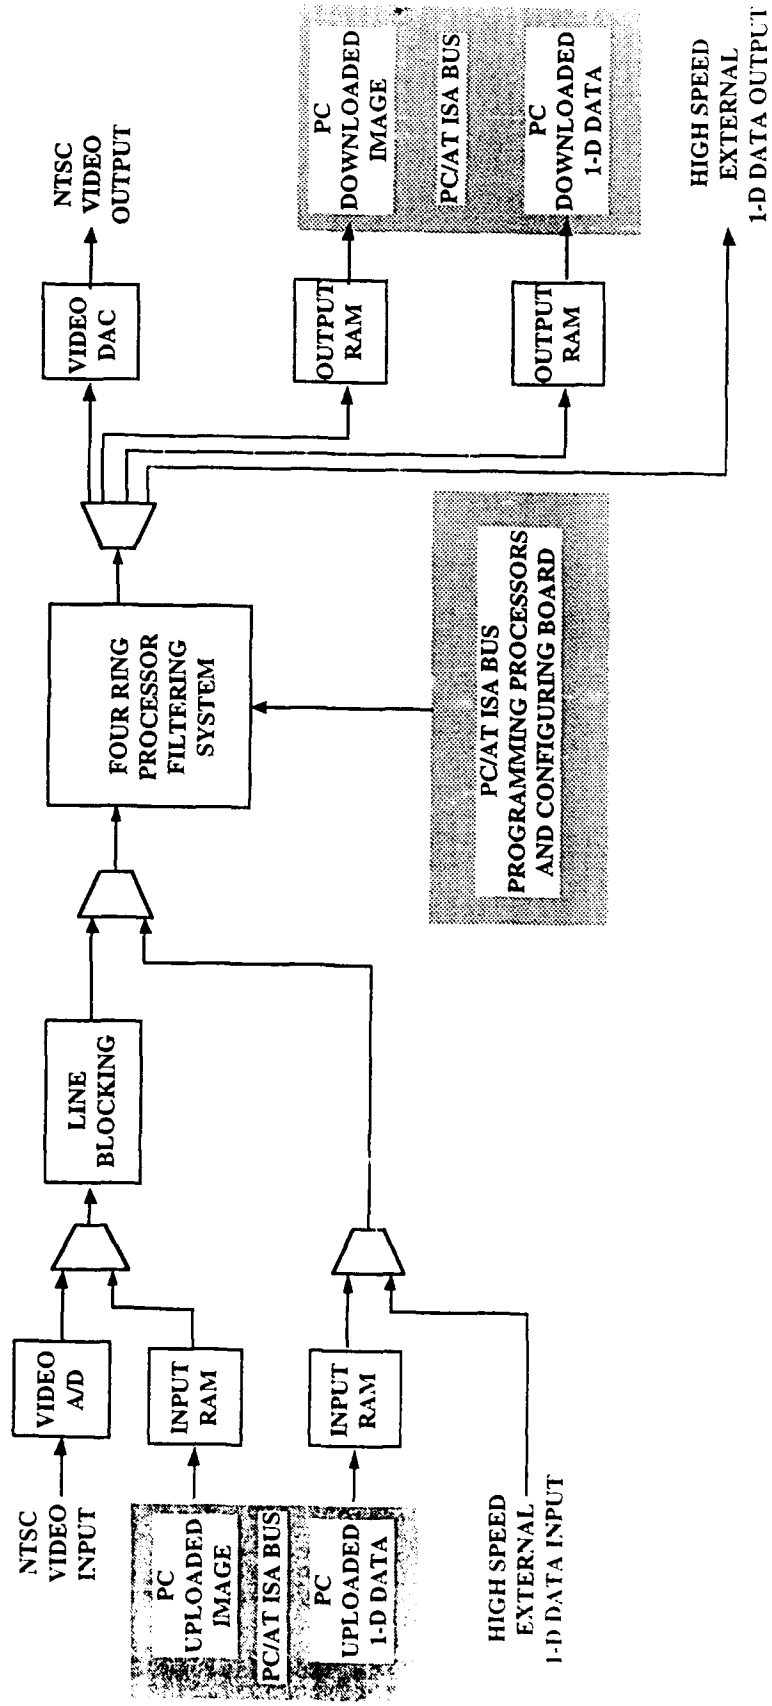 NTSC
VIDEO
INPUT
VIDEO
A/D
PC
UPLOADED
IMAGE
PC/AT ISA BUS
PC
UPLOADED
1-D DATA
INPUT
RAM
INPUT
RAM
HIGH SPEED
EXTERNAL
1-D DATA INPUT
LINE
BLOCKING
FOUR RING
PROCESSOR
FILTERING
SYSTEM
PC/AT ISA BUS
PROGRAMMING PROCESSORS
AND CONFIGURING BOARD
VIDEO
DAC
NTSC
VIDEO
OUTPUT
OUTPUT
RAM
OUTPUT
RAM
PC
DOWNLOADED
IMAGE
PC/AT ISA BUS
PC
DOWNLOADED
1-D DATA
HIGH SPEED
EXTERNAL
1-D DATA OUTPUT